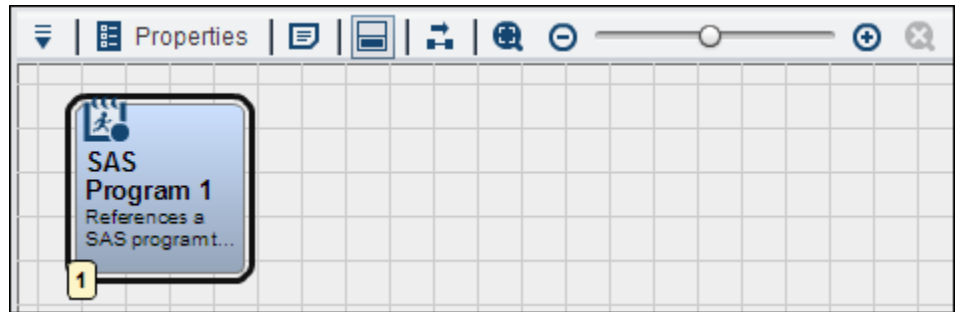 Properties
SAS
Program 1
References a
SAS program t...
1